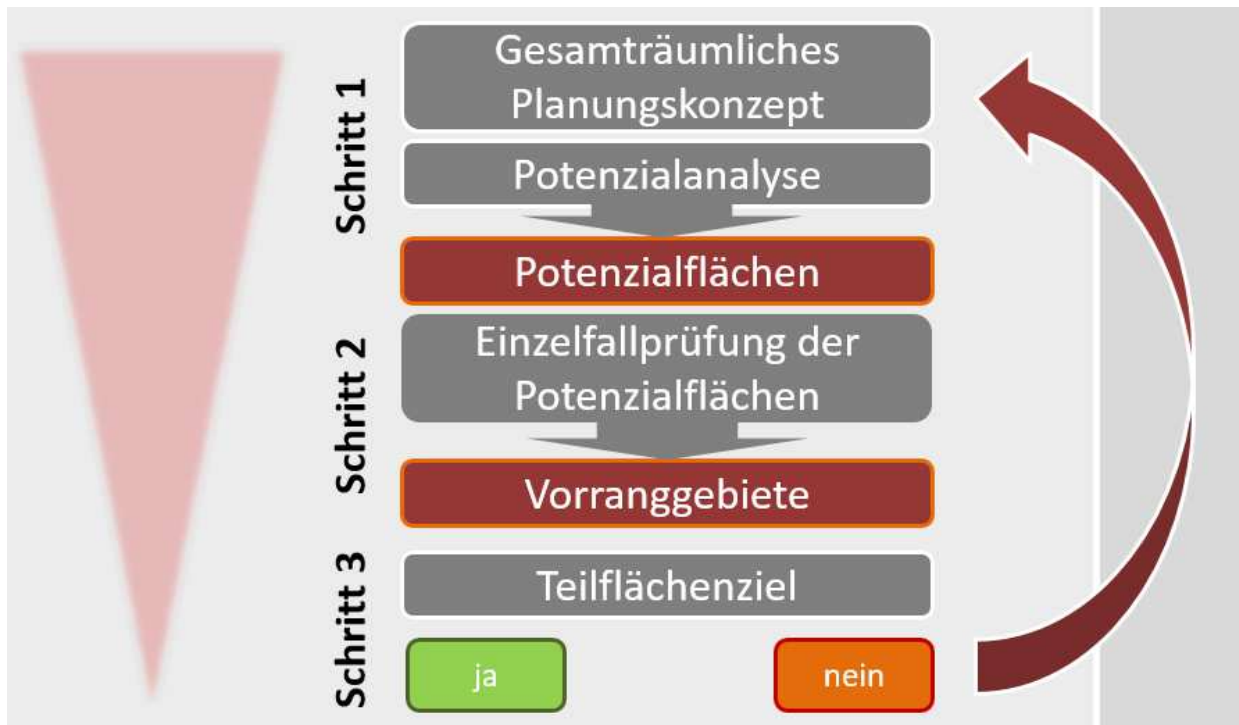 Schritt 1
Gesamträumliches
Planungskonzept
Potenzialanalyse
Potenzialflächen
Schritt 2
Einzelfallprüfung der
Potenzialflächen
Vorranggebiete
Schritt 3
Teilflächenziel
ja
nein